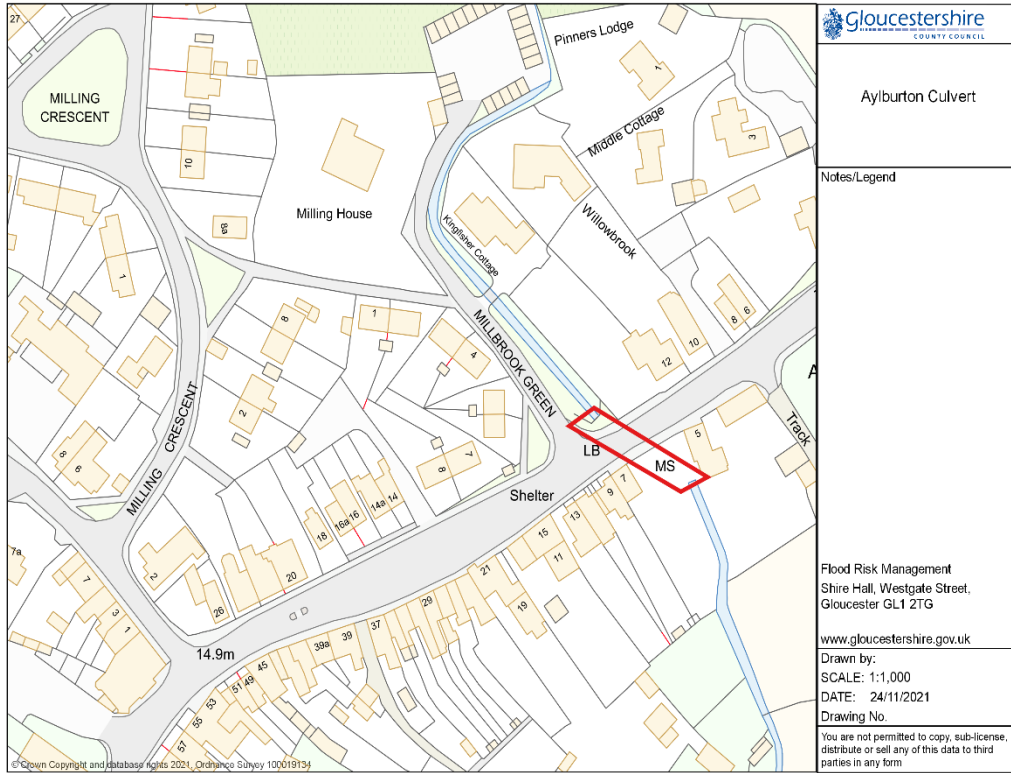 27
MILLING
CRESCENT
10
8a
Milling House
Pinners Lodge
1
Middle Cottage
3
Willowbrook
Kingfisher Cottage
MILLBROOK GREEN
1
8
1
4
2
MILLING CRESCENT
8
6
8
7
12
10
8
6
A
Track
5
LB
MS
Shelter
7
9
13
15
11
14a 14
16a 16
18
20
2
26
21
19
29
37
39
39a
45
49
51
53
55
57
7a
7
3
1
14.9m
© Crown Copyright and database rights 2021, Ordnance Survey 100019134
Gloucestershire
COUNTY COUNCIL
Aylburton Culvert
Notes/Legend
Flood Risk Management
Shire Hall, Westgate Street,
Gloucester GL1 2TG
www.gloucestershire.gov.uk
Drawn by:
SCALE: 1:1,000
DATE: 24/11/2021
Drawing No.
You are not permitted to copy, sub-license,
distribute or sell any of this data to third
parties in any form